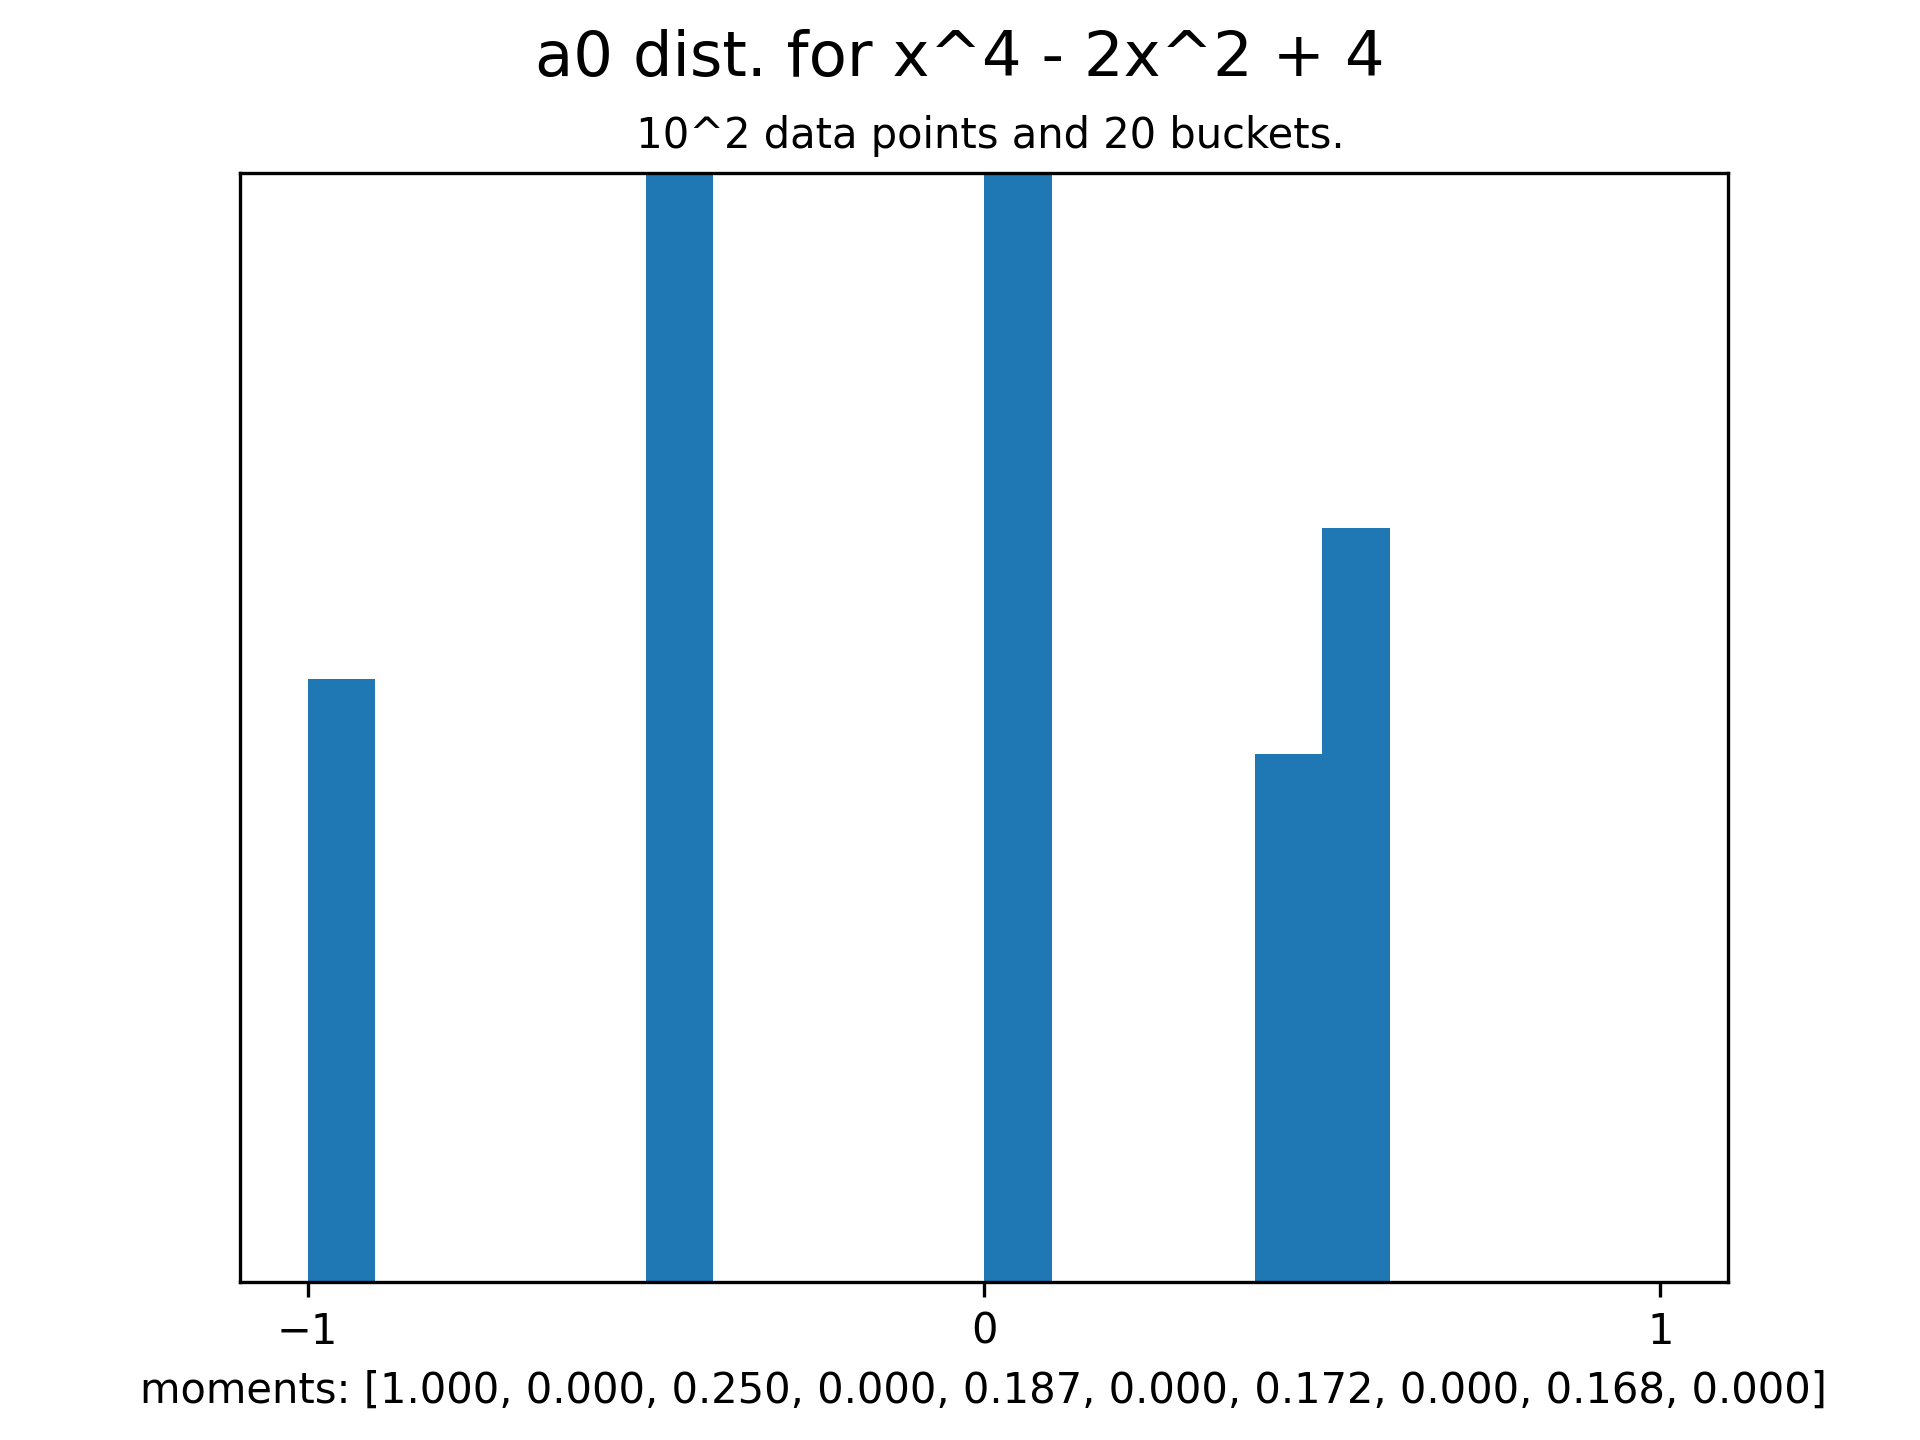 a0 dist. for x^4 - 2x^2 + 4
10^2 data points and 20 buckets.
−1 0 1
moments: [1.000, 0.000, 0.250, 0.000, 0.187, 0.000, 0.172, 0.000, 0.168, 0.000]